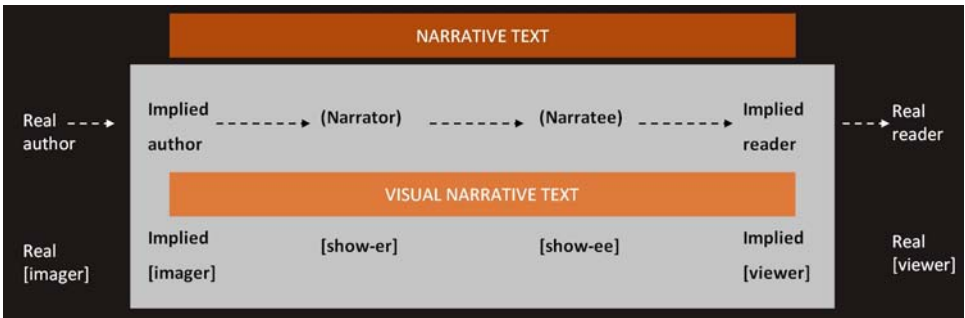 NARRATIVE TEXT
Real author
Implied author
(Narrator)
(Narratee)
Implied reader
Real reader
VISUAL NARRATIVE TEXT
Real [imager]
Implied [imager]
[show-er]
[show-ee]
Implied [viewer]
Real [viewer]